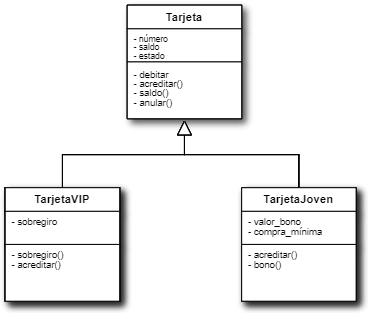 Tarjeta
- número
- saldo
- estado
- debitar
- acreditar()
- saldo()
- anular()
TarjetaVIP
- sobregiro
- sobregiro()
- acreditar()
TarjetaJoven
- valor_bono
- compra_mínima
- acreditar()
- bono()